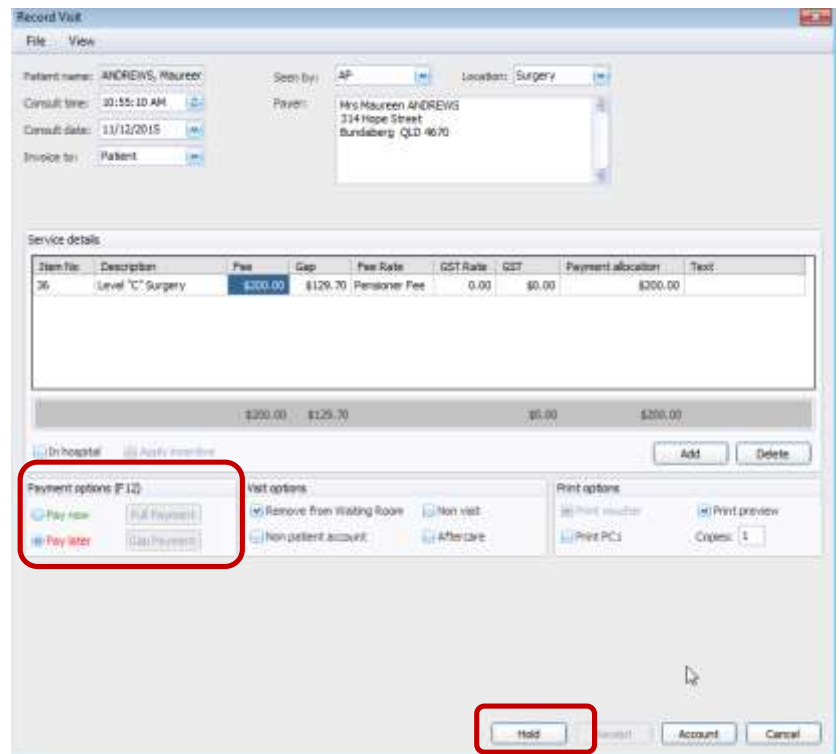 Record Visit
File View
Patient name: ANDREWS, Maureer Seen by: AP Location: Surgery
Consult time: 10:55:10 AM Payer: Mrs Maureen ANDREWS
314 Hope Street
Consult date: 11/12/2015 Bundaberg QLD 4670
Invoice to: Patient
Service details
Item No Description Fee Gap Fee Rate GST Rate GST Payment allocation Text
36 Level "C" Surgery $200.00 $129.70 Pensioner Fee 0.00 $0.00 $200.00
$200.00 $129.70 $0.00 $200.00
In hospital Apply incentive Add Delete
Payment options (F12) Visit options Print options
Pay now Full Payment Remove from Waiting Room Non visit Print voucher Print preview
Pay later Gap Payment Non patient account Aftercare Print PC1 Copies: 1
Hold Account Cancel